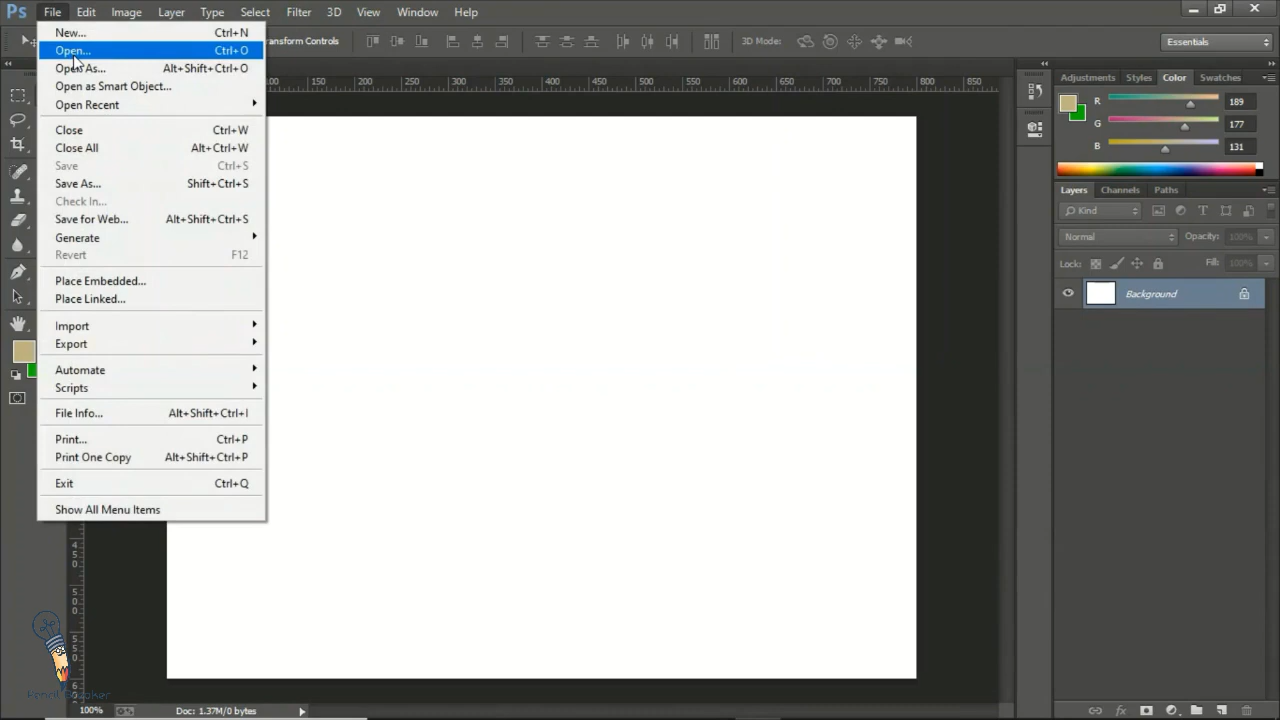 Ps File Edit Image Layer Type Select Filter 3D View Window Help
New... Ctrl+N
Open... Ctrl+O
Open As... Alt+Shift+Ctrl+O
Open as Smart Object...
Open Recent
Close Ctrl+W
Close All Alt+Ctrl+W
Save Ctrl+S
Save As... Shift+Ctrl+S
Check In...
Save for Web... Alt+Shift+Ctrl+S
Generate
Revert F12
Place Embedded...
Place Linked...
Import
Export
Automate
Scripts
File Info... Alt+Shift+Ctrl+I
Print... Ctrl+P
Print One Copy Alt+Shift+Ctrl+P
Exit Ctrl+Q
Show All Menu Items
ransform Controls
3D Mode:
Essentials
100 150 200 250 300 350 400 450 500 550 600 650 700 750 800 850
450
500
550
Adjustments Styles Color Swatches
R 189
G 177
B 131
Layers Channels Paths
Kind
Normal Opacity: 100%
Lock: Fill: 100%
Background
100% Doc: 1.37M/0 bytes